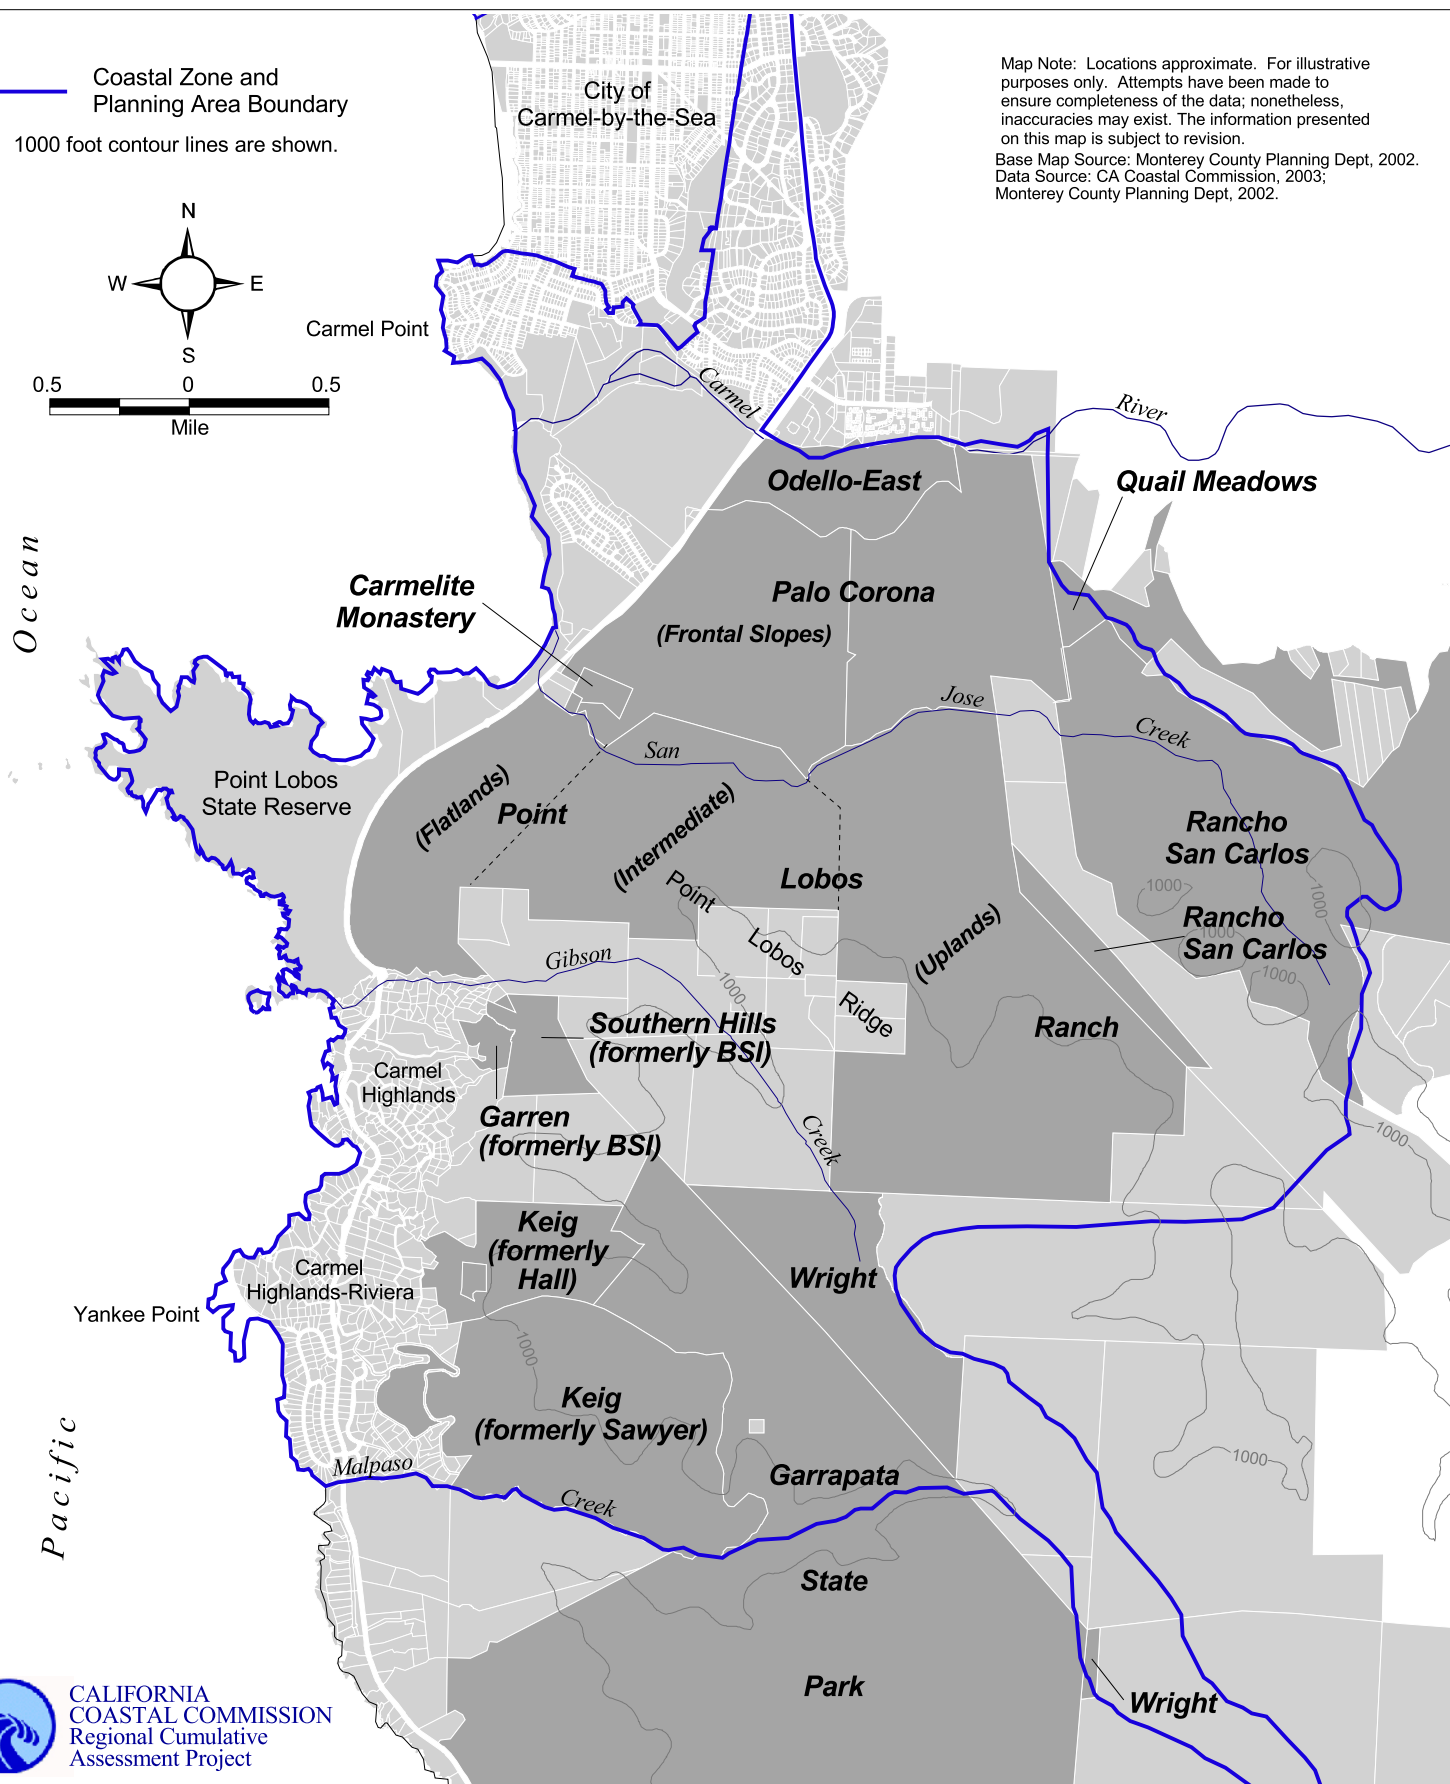 Coastal Zone and
Planning Area Boundary
1000 foot contour lines are shown.
N
W
E
S
0.5
0
0.5
Mile
City of
Carmel-by-the-Sea
Map Note: Locations approximate. For illustrative
purposes only. Attempts have been made to
ensure completeness of the data; nonetheless,
inaccuracies may exist. The information presented
on this map is subject to revision.
Base Map Source: Monterey County Planning Dept, 2002.
Data Source: CA Coastal Commission, 2003;
Monterey County Planning Dept, 2002.
Carmel Point
Carmel
River
Odello-East
Quail Meadows
Ocean
Carmelite
Monastery
Palo Corona
(Frontal Slopes)
San
Jose
Creek
Point Lobos
State Reserve
(Flatlands)
Point
(Intermediate)
Lobos
Rancho
San Carlos
Point
Lobos
Ridge
(Uplands)
1000
1000
Rancho
San Carlos
1000
1000
Gibson
1000
Southern Hills
(formerly BSI)
Ranch
Carmel
Highlands
Garren
(formerly BSI)
Creek
1000
Keig
(formerly
Hall)
Wright
Carmel
Highlands-Riviera
Yankee Point
1000
Keig
(formerly Sawyer)
1000
Pacific
Malpaso
Creek
Garrapata
State
Park
Wright
CALIFORNIA
COASTAL COMMISSION
Regional Cumulative
Assessment Project